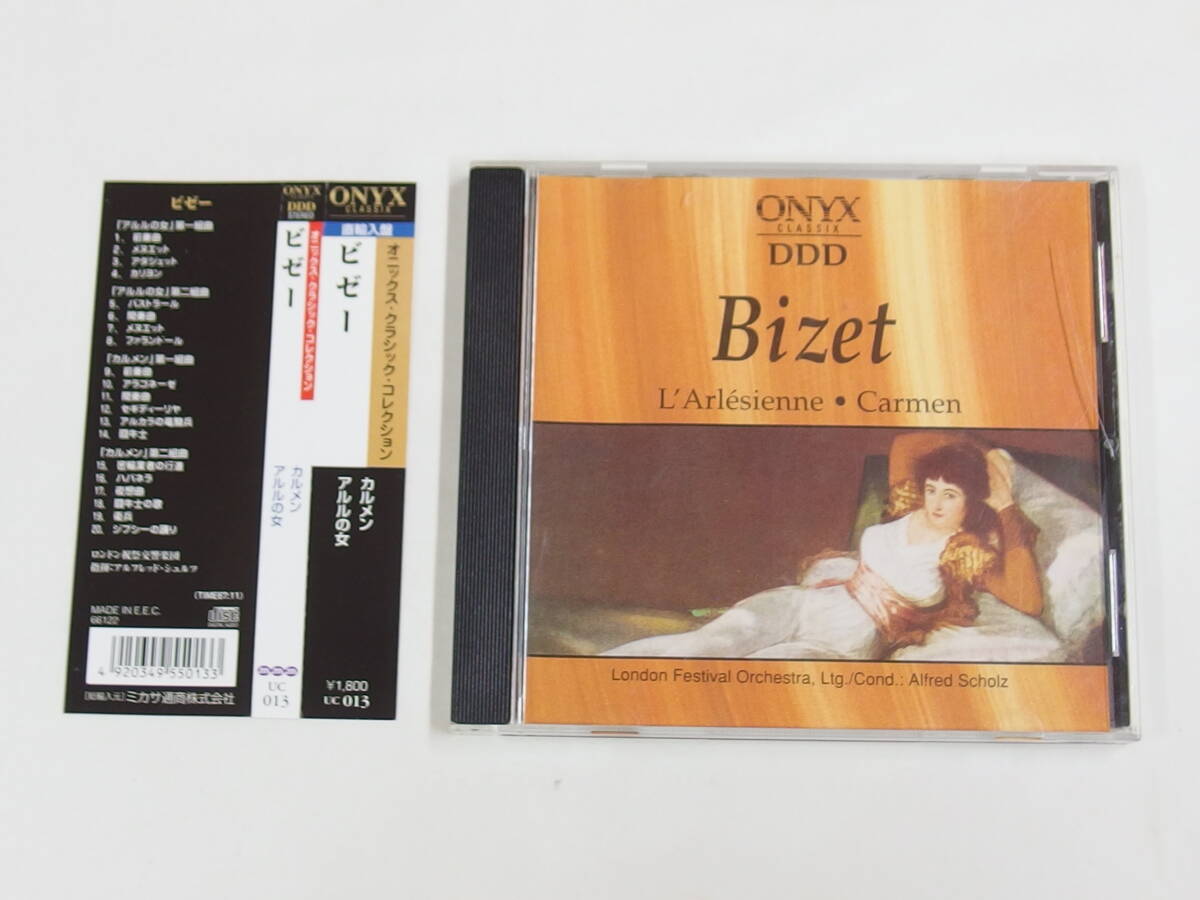 ビゼー
「アルルの女」第一組曲
1. 前奏曲
2. メヌエット
3. アダジェット
4. カリヨン
「アルルの女」第二組曲
5. パストラール
6. 間奏曲
7. メヌエット
8. ファランドール
「カルメン」第一組曲
9. 前奏曲
10. アラゴネーゼ
11. 間奏曲
12. セギディーリヤ
13. アルカラの竜騎兵
14. 闘牛士
「カルメン」第二組曲
15. 密輸業者の行進
16. ハバネラ
17. 夜想曲
18. 闘牛士の歌
19. 衛兵
20. ジプシーの踊り
ロンドン祝祭交響楽団
指揮:アルフレッド・ショルツ
(TIME67:11)
MADE IN E.E.C.
66122
4 920349 550133
(総輸入元) ミカサ通商株式会社
ONYX
CLASSIX
DDD
STEREO
オニックス・クラシック・コレクション
ビゼー
カルメン
アルルの女
UC
013
ONYX
CLASSIX
直輸入盤
オニックス・クラシック・コレクション
ビゼー
カルメン
アルルの女
¥1,800
UC 013
ONYX
CLASSIX
DDD
Bizet
L'Arlésienne • Carmen
London Festival Orchestra, Ltg./Cond.: Alfred Scholz